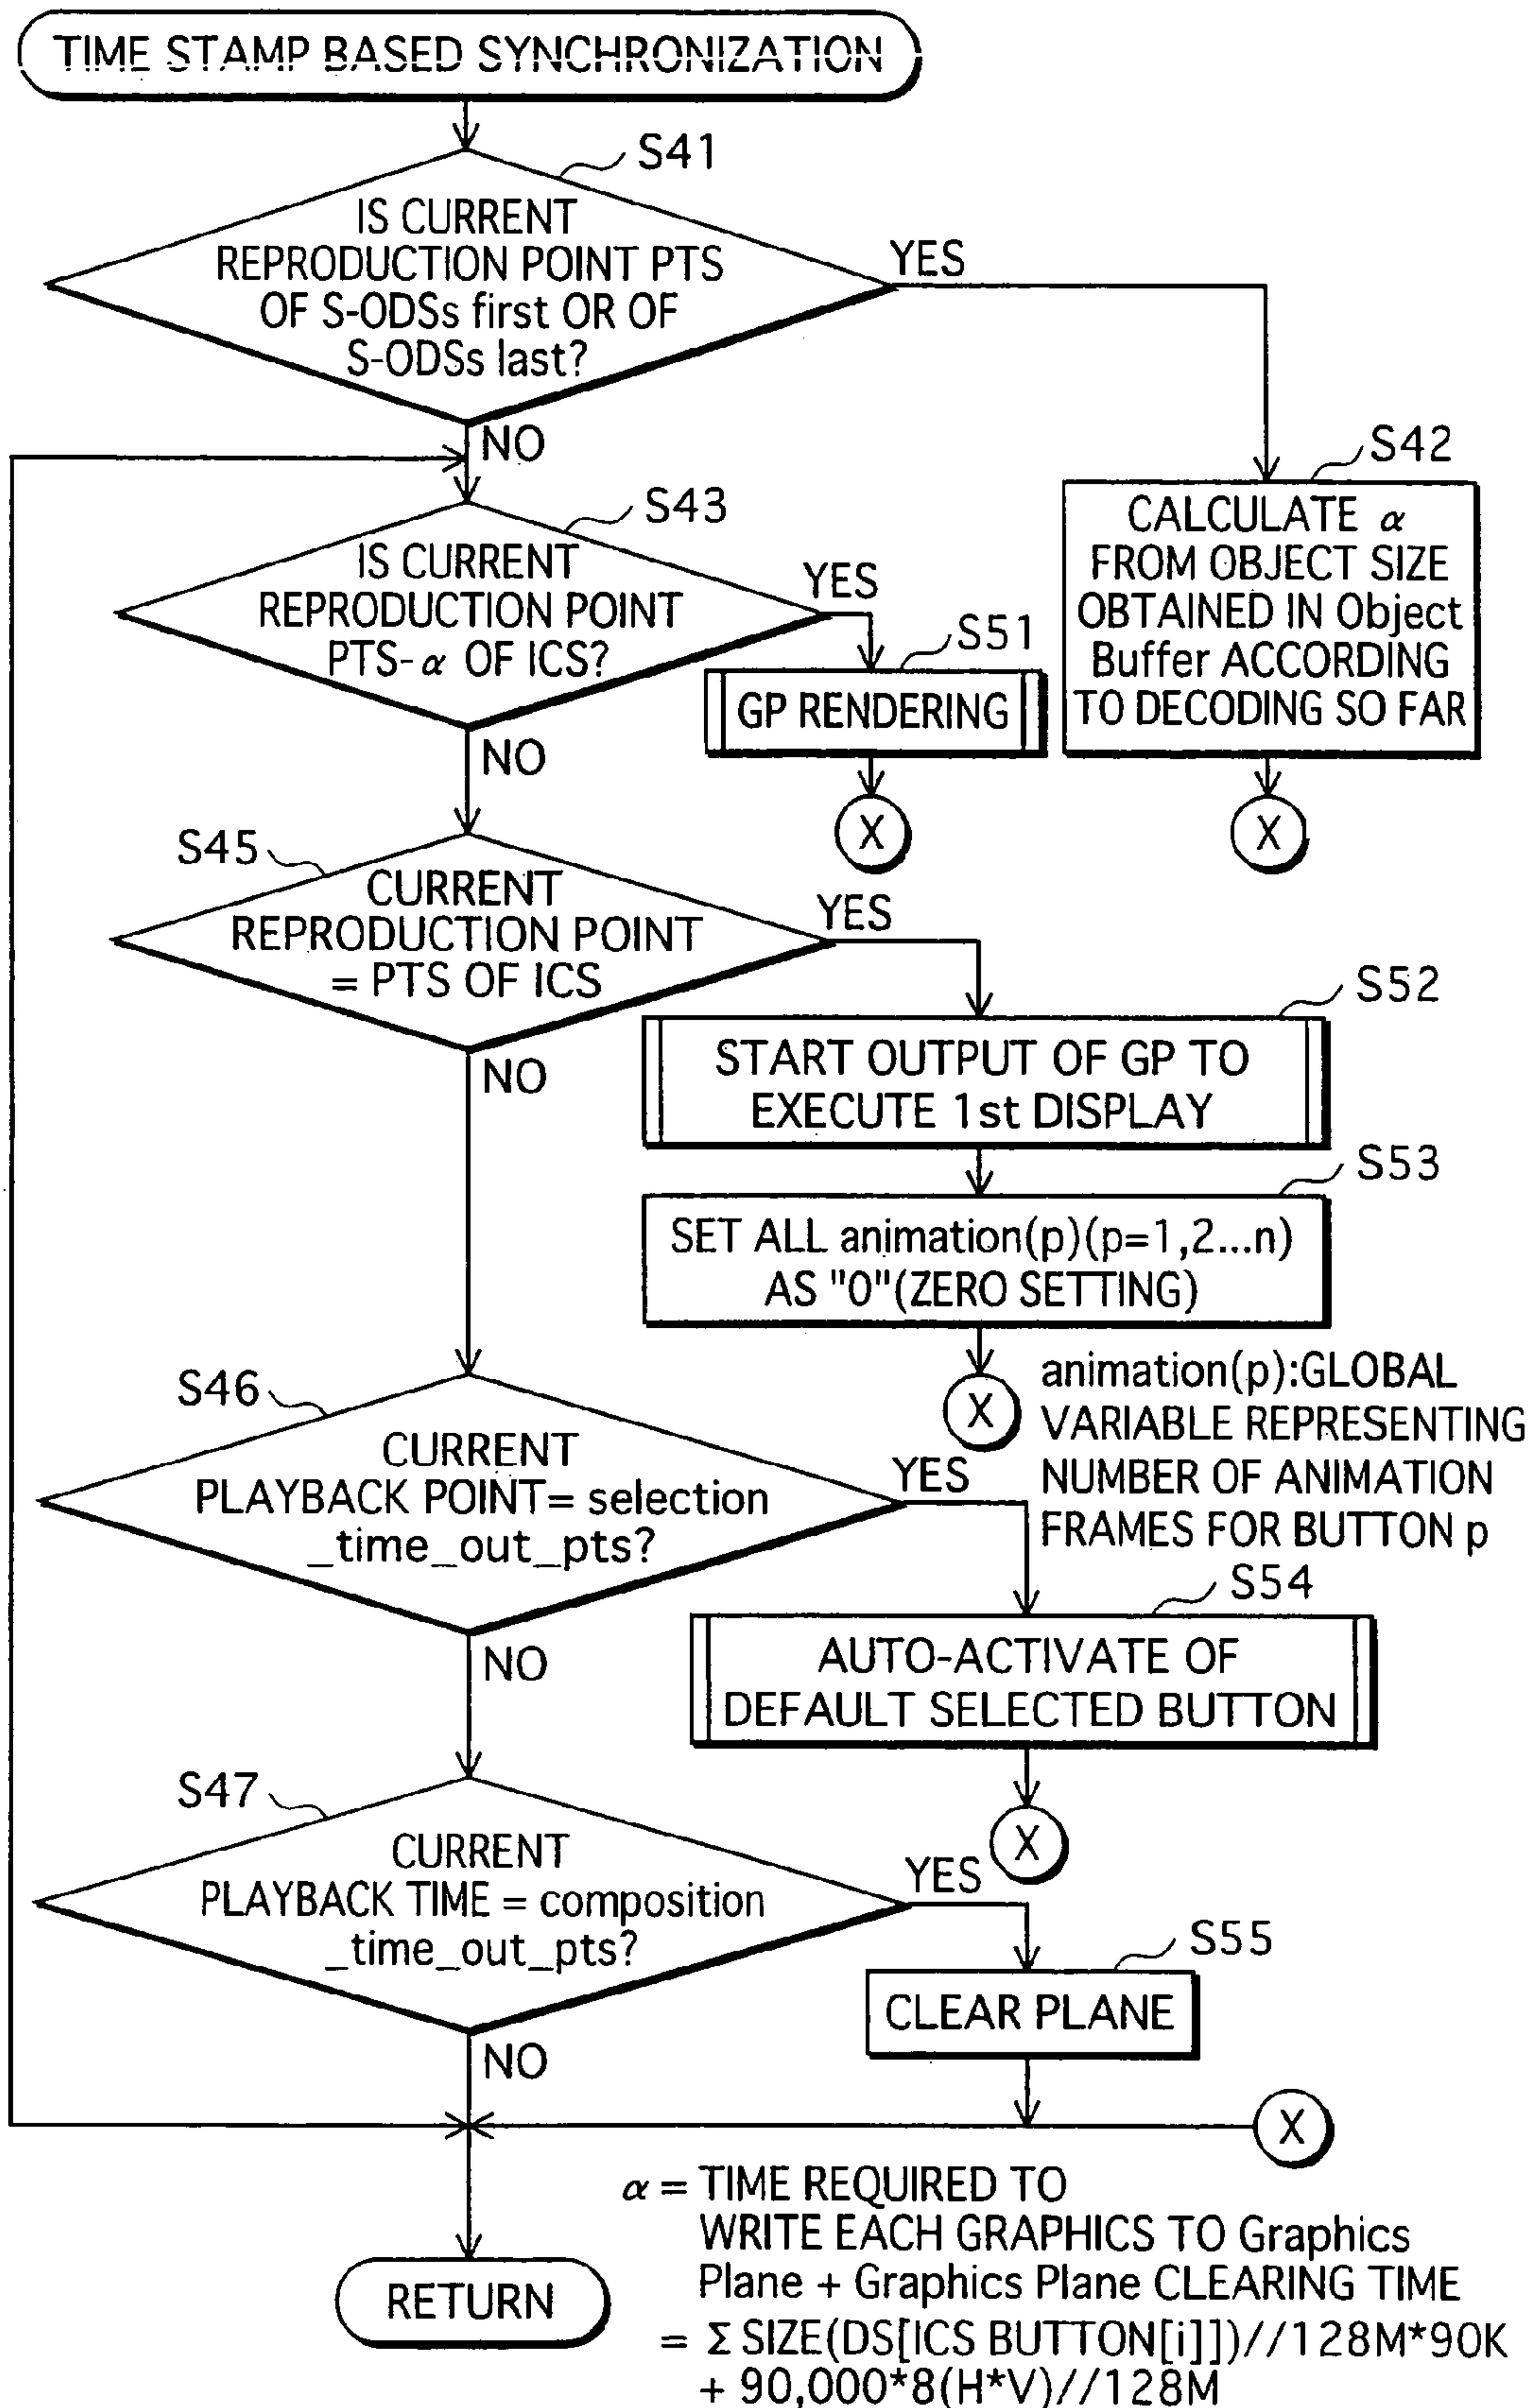 TIME STAMP BASED SYNCHRONIZATION
S41
IS CURRENT
REPRODUCTION POINT PTS
OF S-ODSs first OR OF
S-ODSs last?
YES
NO
S42
CALCULATE α
FROM OBJECT SIZE
OBTAINED IN Object
Buffer ACCORDING
TO DECODING SO FAR
X
S43
IS CURRENT
REPRODUCTION POINT
PTS-α OF ICS?
YES
NO
S51
GP RENDERING
X
S45
CURRENT
REPRODUCTION POINT
= PTS OF ICS
YES
NO
S52
START OUTPUT OF GP TO
EXECUTE 1st DISPLAY
S53
SET ALL animation(p)(p=1,2...n)
AS "0"(ZERO SETTING)
X
animation(p):GLOBAL
VARIABLE REPRESENTING
NUMBER OF ANIMATION
FRAMES FOR BUTTON p
S46
CURRENT
PLAYBACK POINT= selection
_time_out_pts?
YES
NO
S54
AUTO-ACTIVATE OF
DEFAULT SELECTED BUTTON
X
S47
CURRENT
PLAYBACK TIME = composition
_time_out_pts?
YES
NO
S55
CLEAR PLANE
X
RETURN
α = TIME REQUIRED TO
WRITE EACH GRAPHICS TO Graphics
Plane + Graphics Plane CLEARING TIME
= Σ SIZE(DS[ICS BUTTON[i]])//128M*90K
+ 90,000*8(H*V)//128M